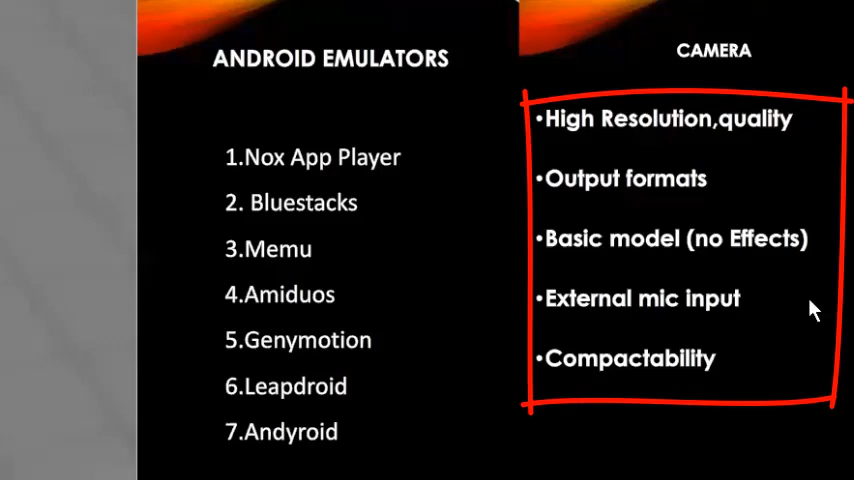 ANDROID EMULATORS
1.Nox App Player
2. Bluestacks
3.Memu
4.Amiduos
5.Genymotion
6.Leapdroid
7.Andyroid
CAMERA
•High Resolution,quality
•Output formats
•Basic model (no Effects)
•External mic input
•Compactability